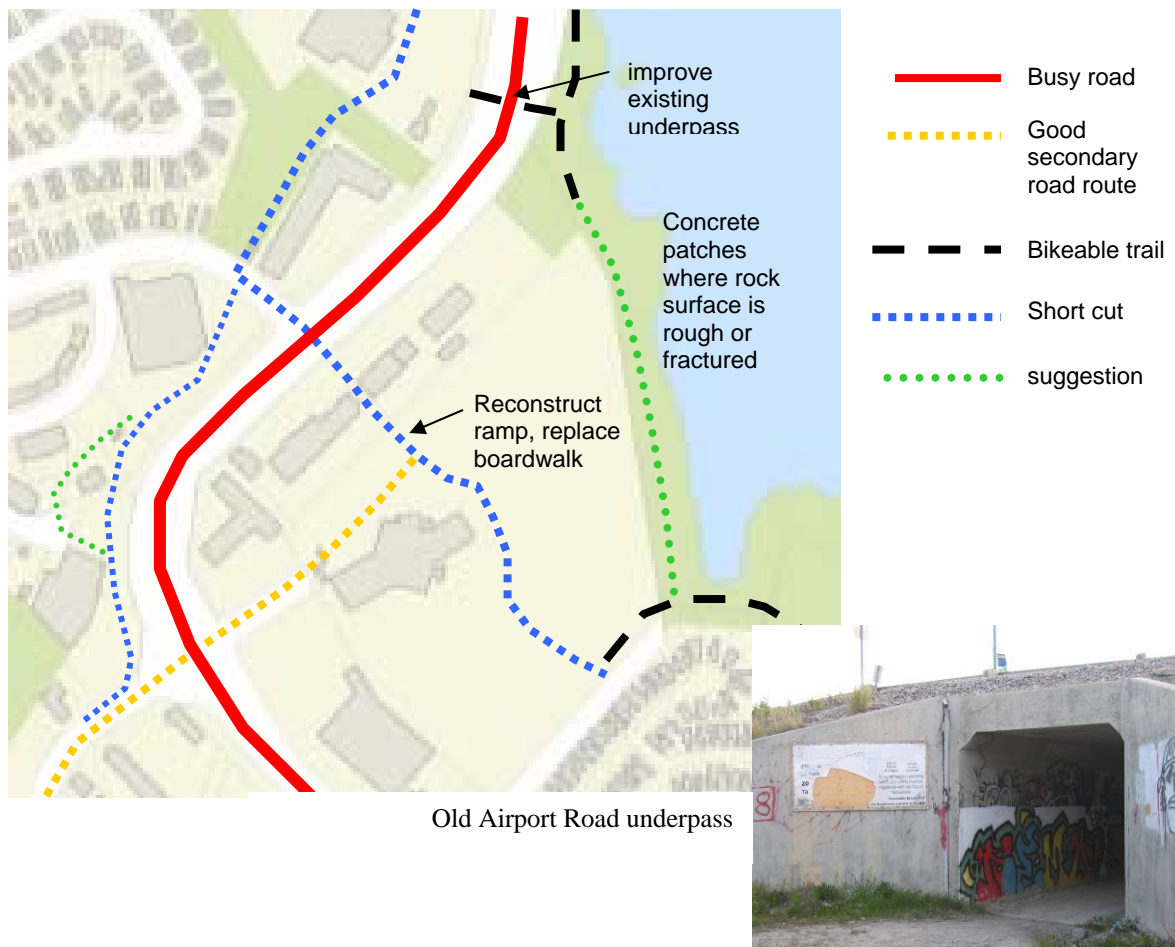 improve
existing
underpass
Concrete
patches
where rock
surface is
rough or
fractured
Reconstruct
ramp, replace
boardwalk
Busy road
Good
secondary
road route
Bikeable trail
Short cut
suggestion
Old Airport Road underpass
8